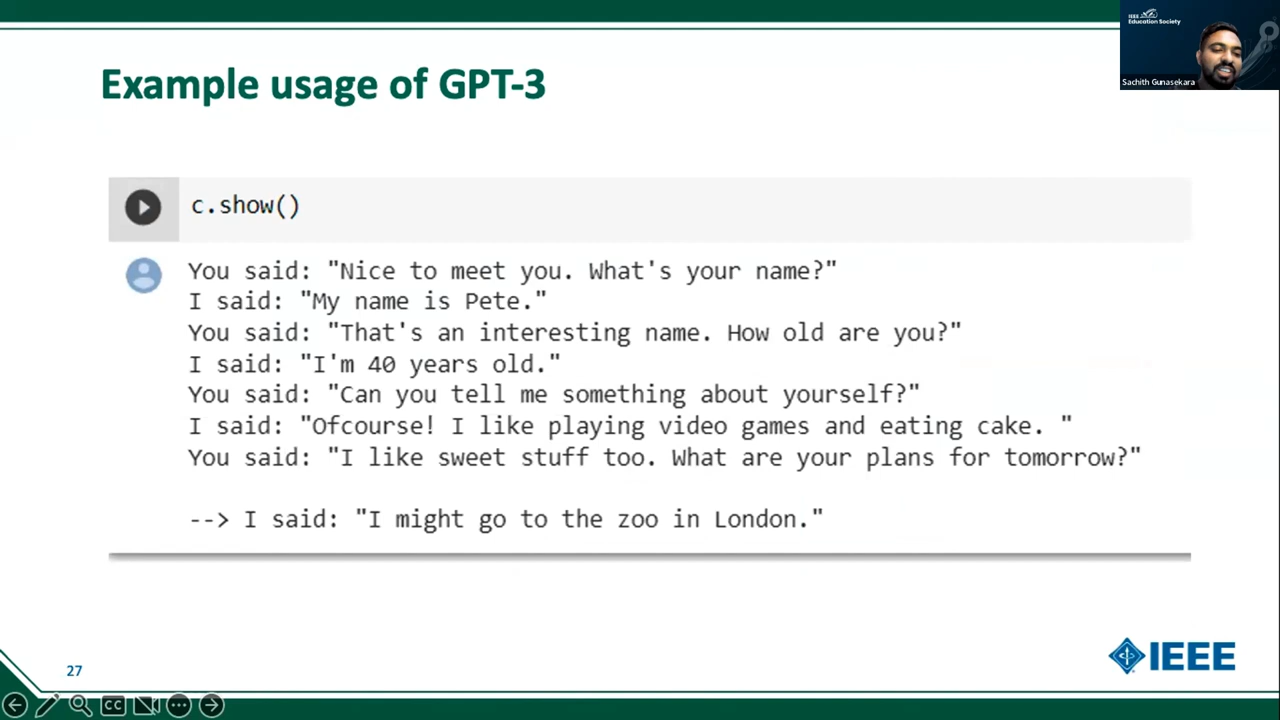 IEEE
Education Society
Sachith Gunasekara
Example usage of GPT-3
c.show()
You said: "Nice to meet you. What's your name?"
I said: "My name is Pete."
You said: "That's an interesting name. How old are you?"
I said: "I'm 40 years old."
You said: "Can you tell me something about yourself?"
I said: "Ofcourse! I like playing video games and eating cake. "
You said: "I like sweet stuff too. What are your plans for tomorrow?"
--> I said: "I might go to the zoo in London."
27
IEEE
CC